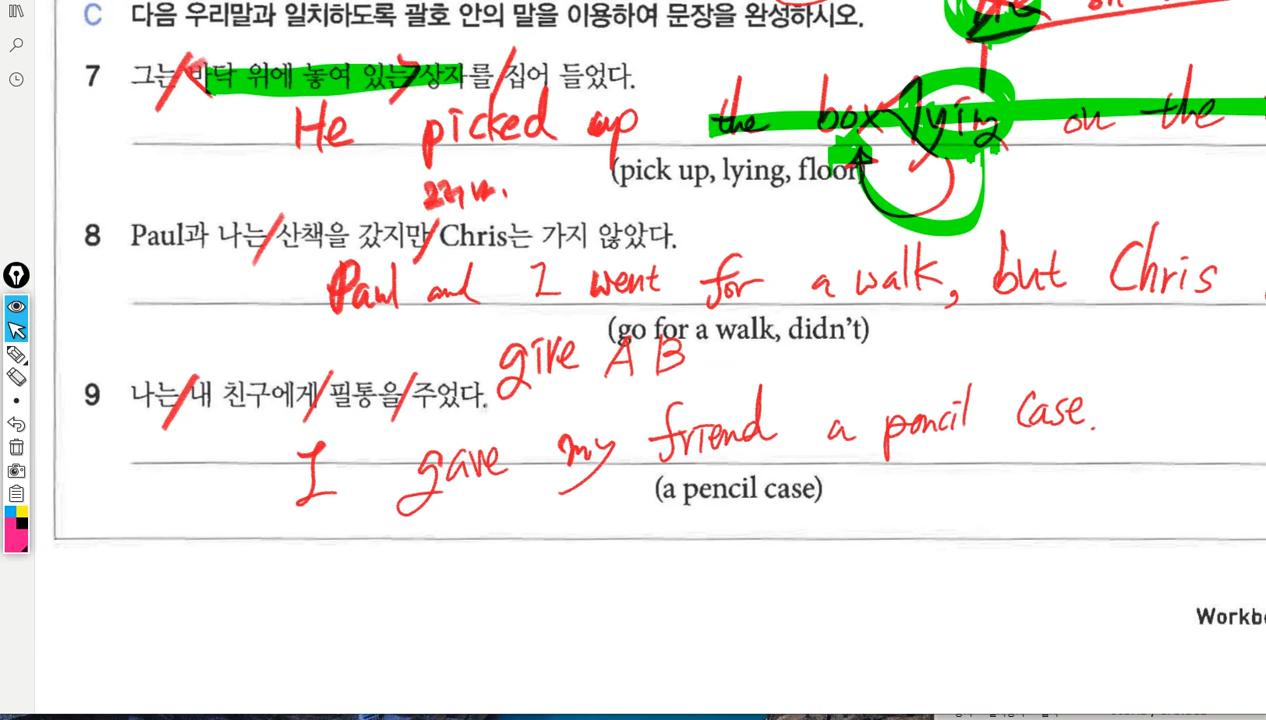 C 다음 우리말과 일치하도록 괄호 안의 말을 이용하여 문장을 완성하시오.
7 그는 바닥 위에 놓여 있는 상자를 집어 들었다.
He picked up the box lying on the
(pick up, lying, floor)
8 Paul과 나는 산책을 갔지만 Chris는 가지 않았다.
Paul and I went for a walk, but Chris
(go for a walk, didn't)
give A B
9 나는 내 친구에게 필통을 주었다.
I gave my friend a pencil case.
(a pencil case)